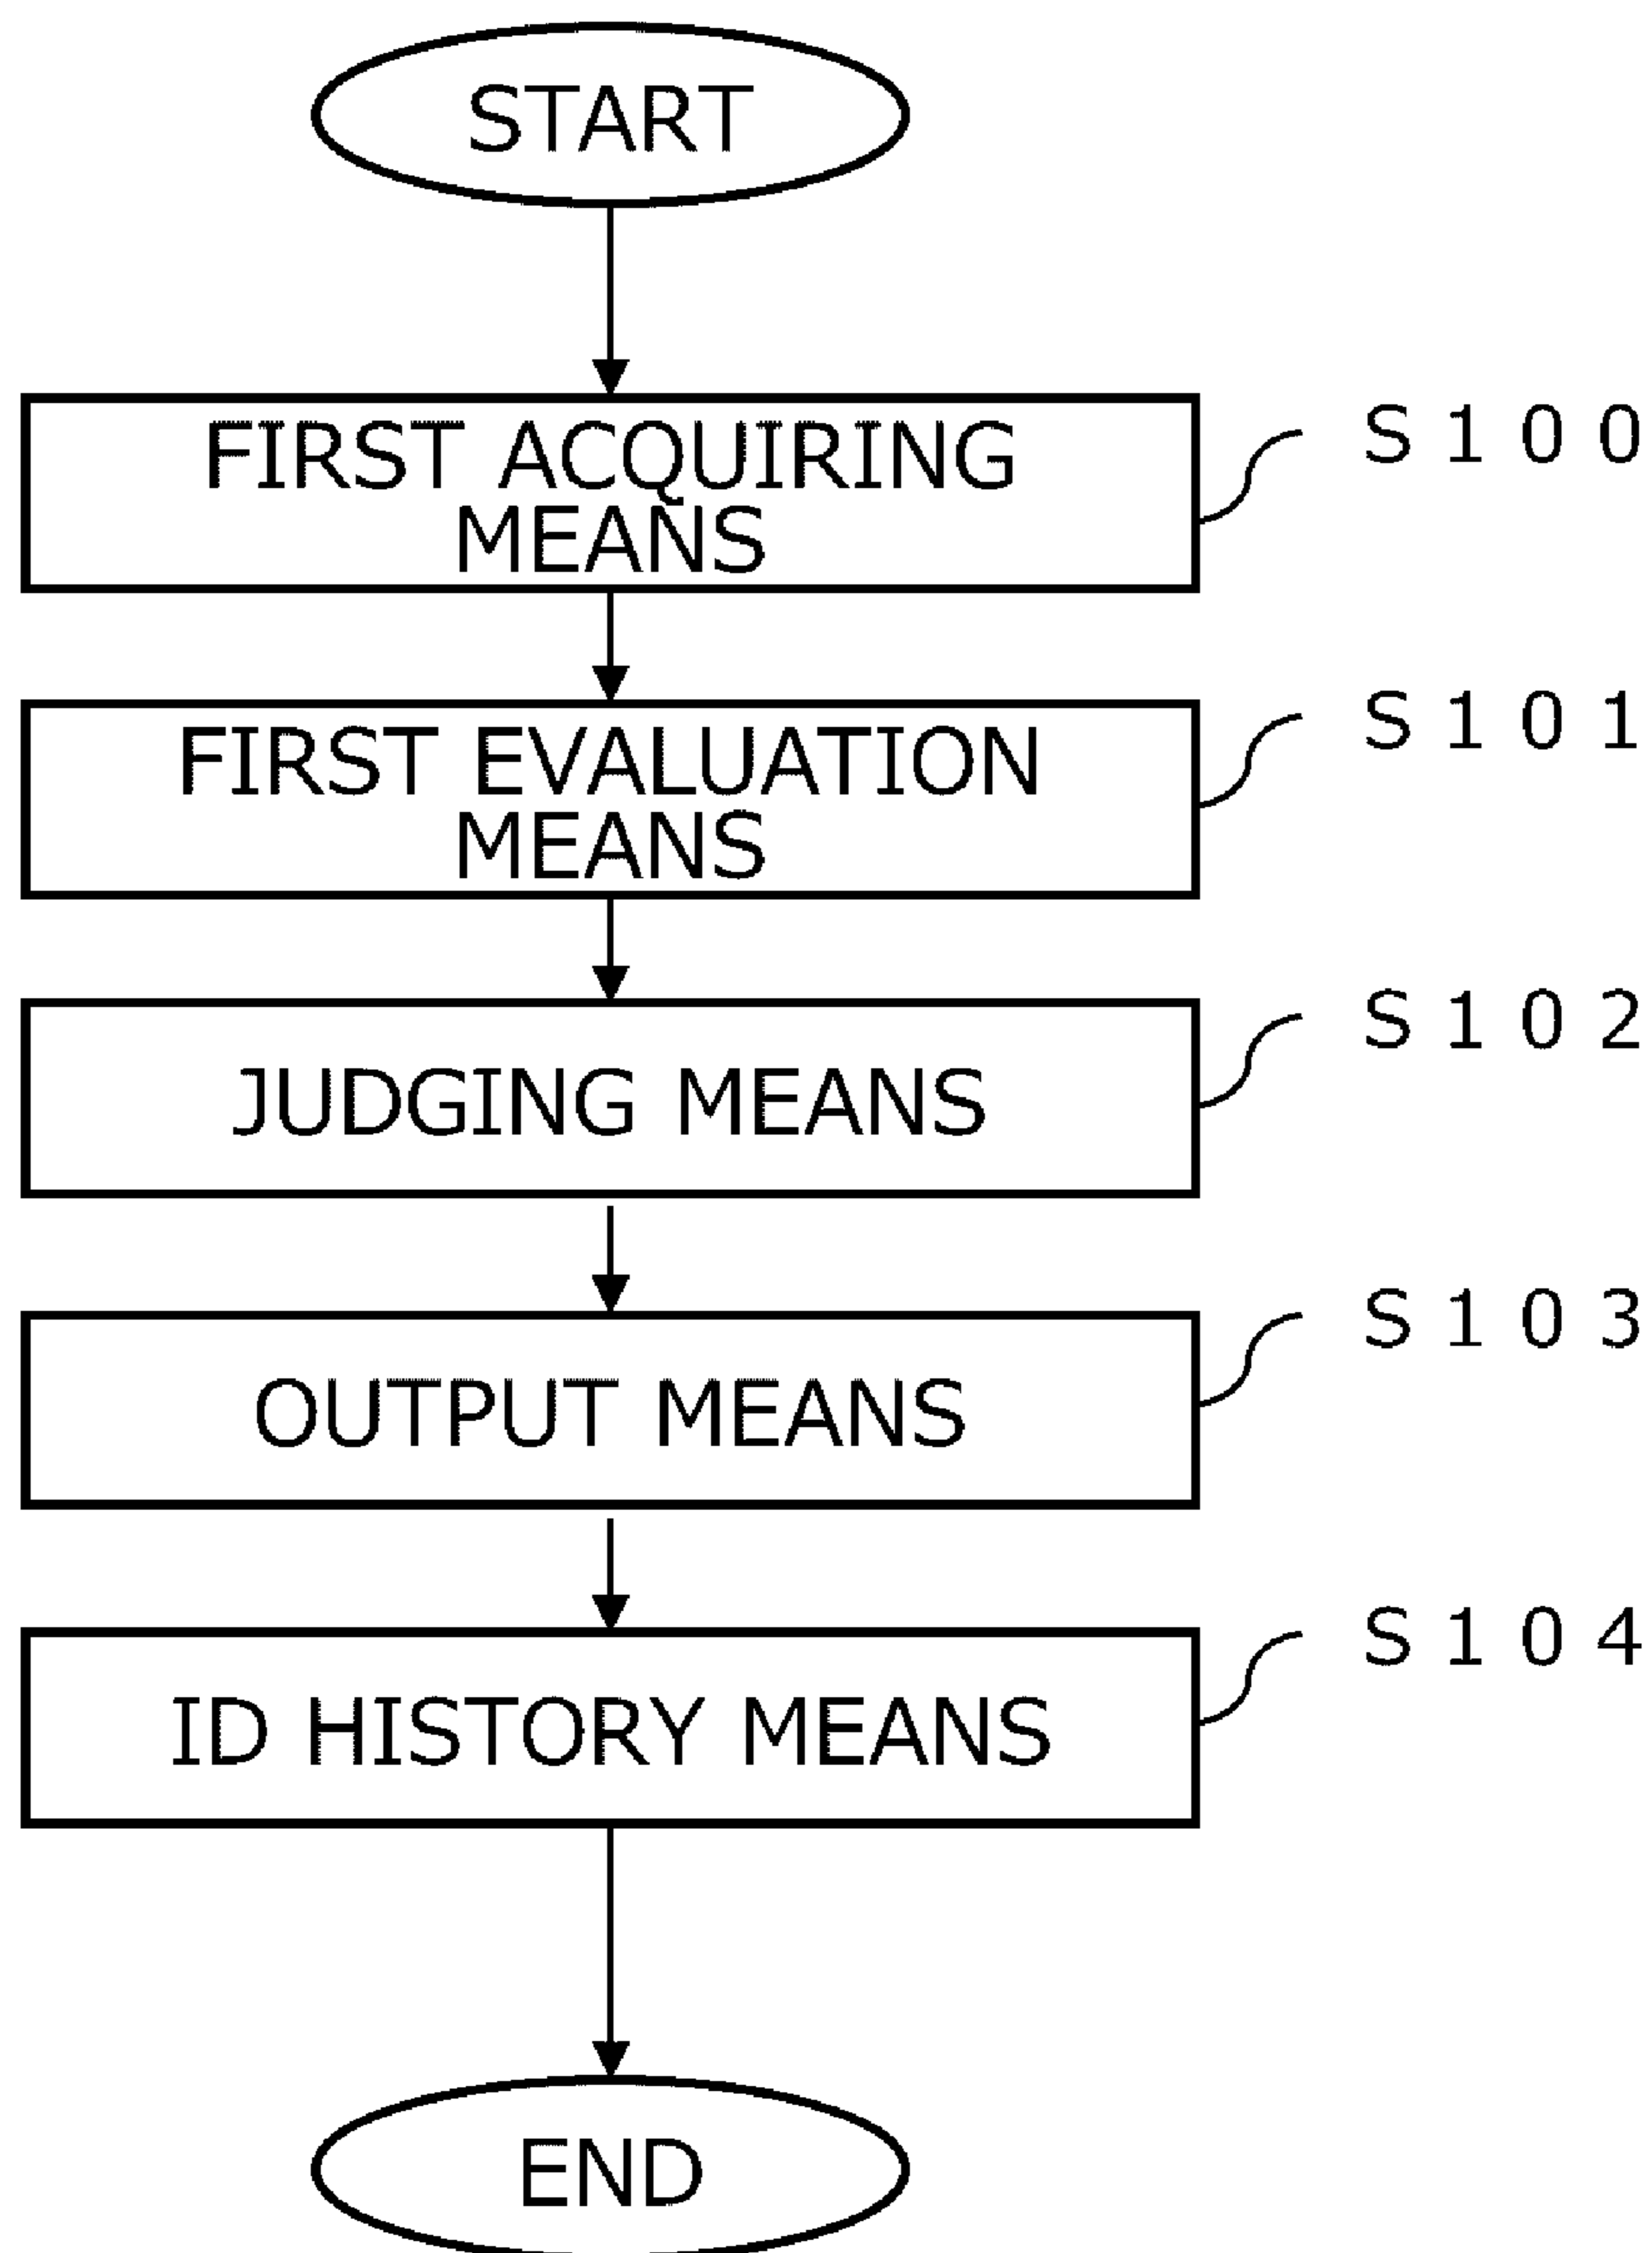 START
FIRST ACQUIRING
MEANS
S100
FIRST EVALUATION
MEANS
S101
JUDGING MEANS
S102
OUTPUT MEANS
S103
ID HISTORY MEANS
S104
END